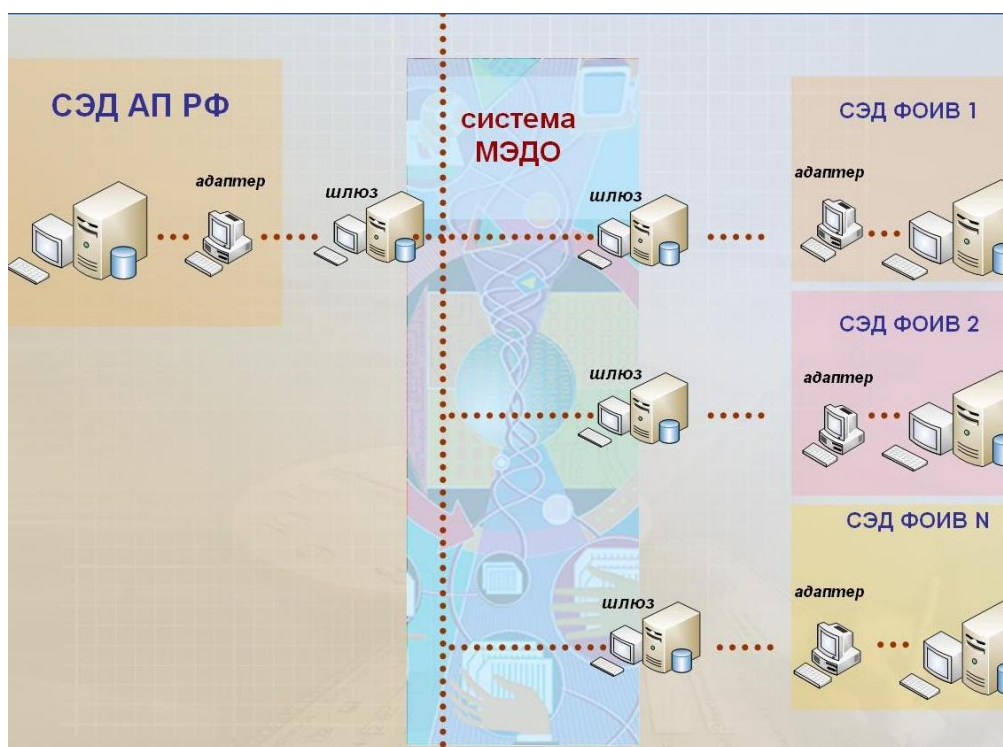 СЭД АП РФ
адаптер
шлюз
система
МЭДО
шлюз
СЭД ФОИВ 1
адаптер
шлюз
СЭД ФОИВ 2
адаптер
шлюз
СЭД ФОИВ N
адаптер